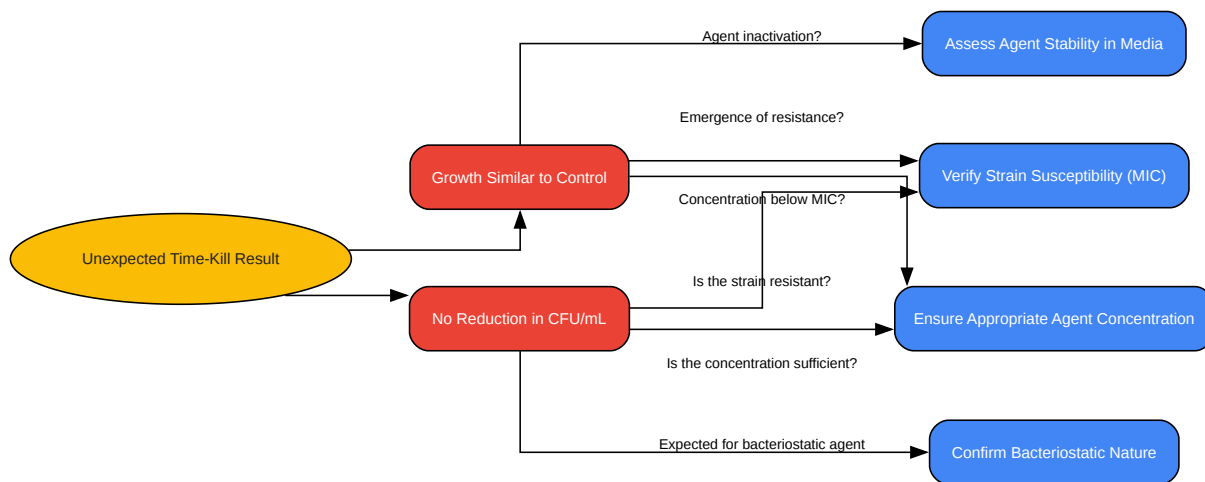 Agent inactivation?
Assess Agent Stability in Media
Emergence of resistance?
Growth Similar to Control
Verify Strain Susceptibility (MIC)
Concentration below MIC?
Unexpected Time-Kill Result
Is the strain resistant?
No Reduction in CFU/mL
Ensure Appropriate Agent Concentration
Is the concentration sufficient?
Expected for bacteriostatic agent
Confirm Bacteriostatic Nature